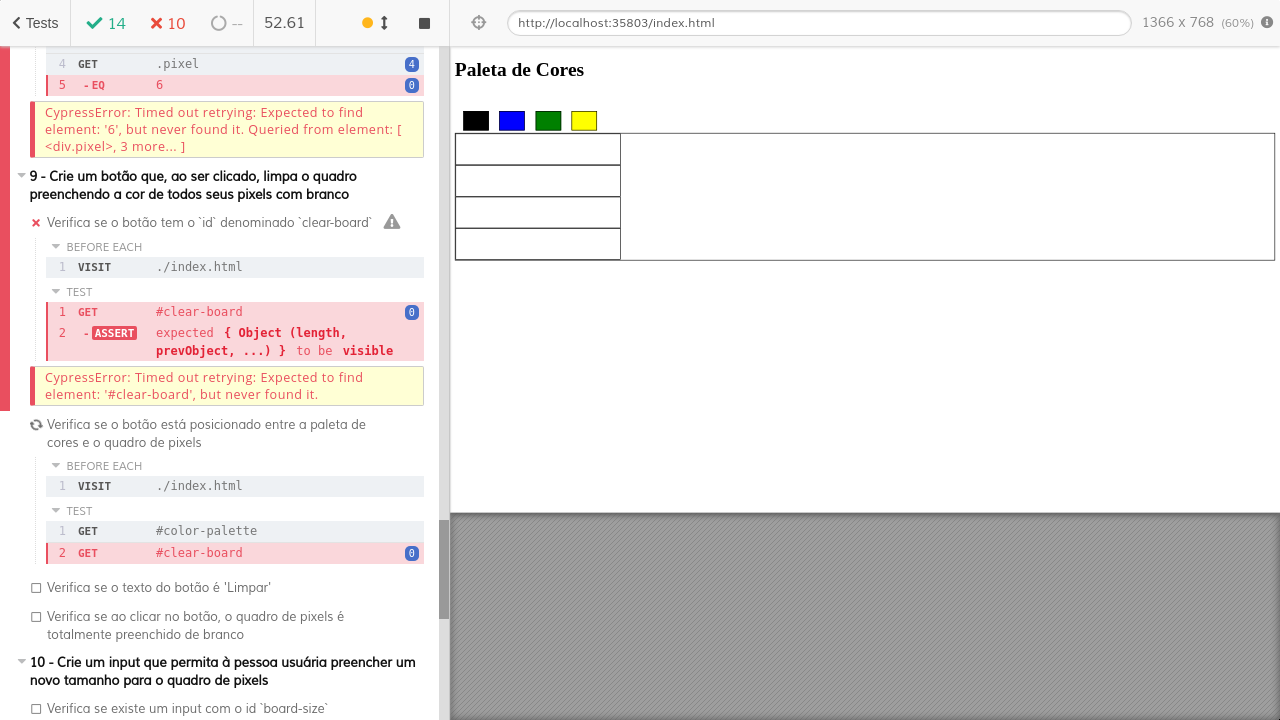 Tests
14
10
--
52.61
http://localhost:35803/index.html
1366 x 768 (60%)
4 GET .pixel 4
5 - EQ 6 0
CypressError: Timed out retrying: Expected to find
element: '6', but never found it. Queried from element: [
<div.pixel>, 3 more... ]
9 - Crie um botão que, ao ser clicado, limpa o quadro
preenchendo a cor de todos seus pixels com branco
Verifica se o botão tem o `id` denominado `clear-board`
BEFORE EACH
1 VISIT ./index.html
TEST
1 GET #clear-board 0
2 - ASSERT expected { Object (length,
prevObject, ...) } to be visible
CypressError: Timed out retrying: Expected to find
element: '#clear-board', but never found it.
Verifica se o botão está posicionado entre a paleta de
cores e o quadro de pixels
BEFORE EACH
1 VISIT ./index.html
TEST
1 GET #color-palette
2 GET #clear-board 0
Verifica se o texto do botão é 'Limpar'
Verifica se ao clicar no botão, o quadro de pixels é
totalmente preenchido de branco
10 - Crie um input que permita à pessoa usuária preencher um
novo tamanho para o quadro de pixels
Verifica se existe um input com o id `board-size`
Paleta de Cores